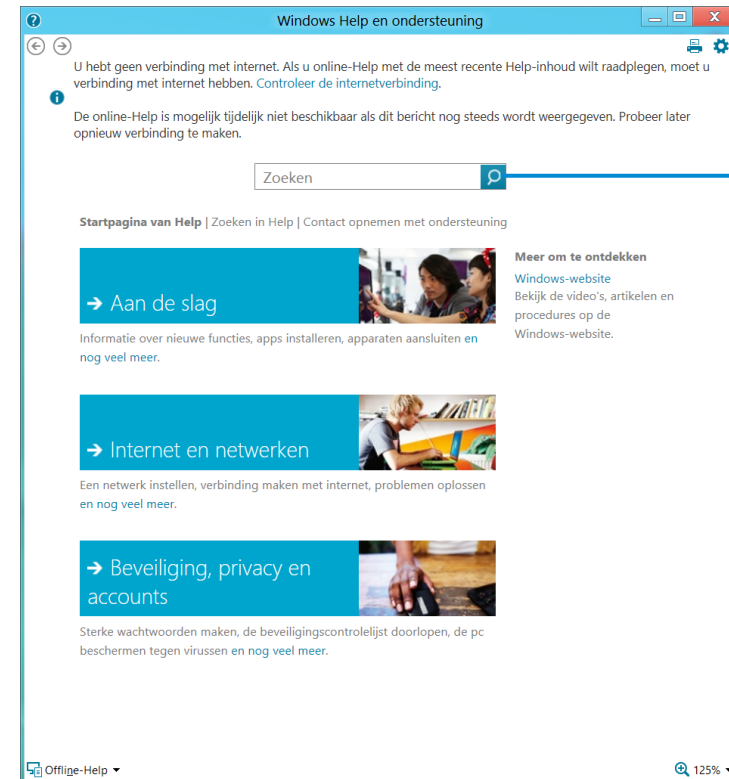 Windows Help en ondersteuning
U hebt geen verbinding met internet. Als u online-Help met de meest recente Help-inhoud wilt raadplegen, moet u
verbinding met internet hebben. Controleer de internetverbinding.
De online-Help is mogelijk tijdelijk niet beschikbaar als dit bericht nog steeds wordt weergegeven. Probeer later
opnieuw verbinding te maken.
Zoeken
Startpagina van Help | Zoeken in Help | Contact opnemen met ondersteuning
→ Aan de slag
Informatie over nieuwe functies, apps installeren, apparaten aansluiten en
nog veel meer.
Meer om te ontdekken
Windows-website
Bekijk de video's, artikelen en
procedures op de
Windows-website.
→ Internet en netwerken
Een netwerk instellen, verbinding maken met internet, problemen oplossen
en nog veel meer.
→ Beveiliging, privacy en
accounts
Sterke wachtwoorden maken, de beveiligingscontrolelijst doorlopen, de pc
beschermen tegen virussen en nog veel meer.
Offline-Help
125%